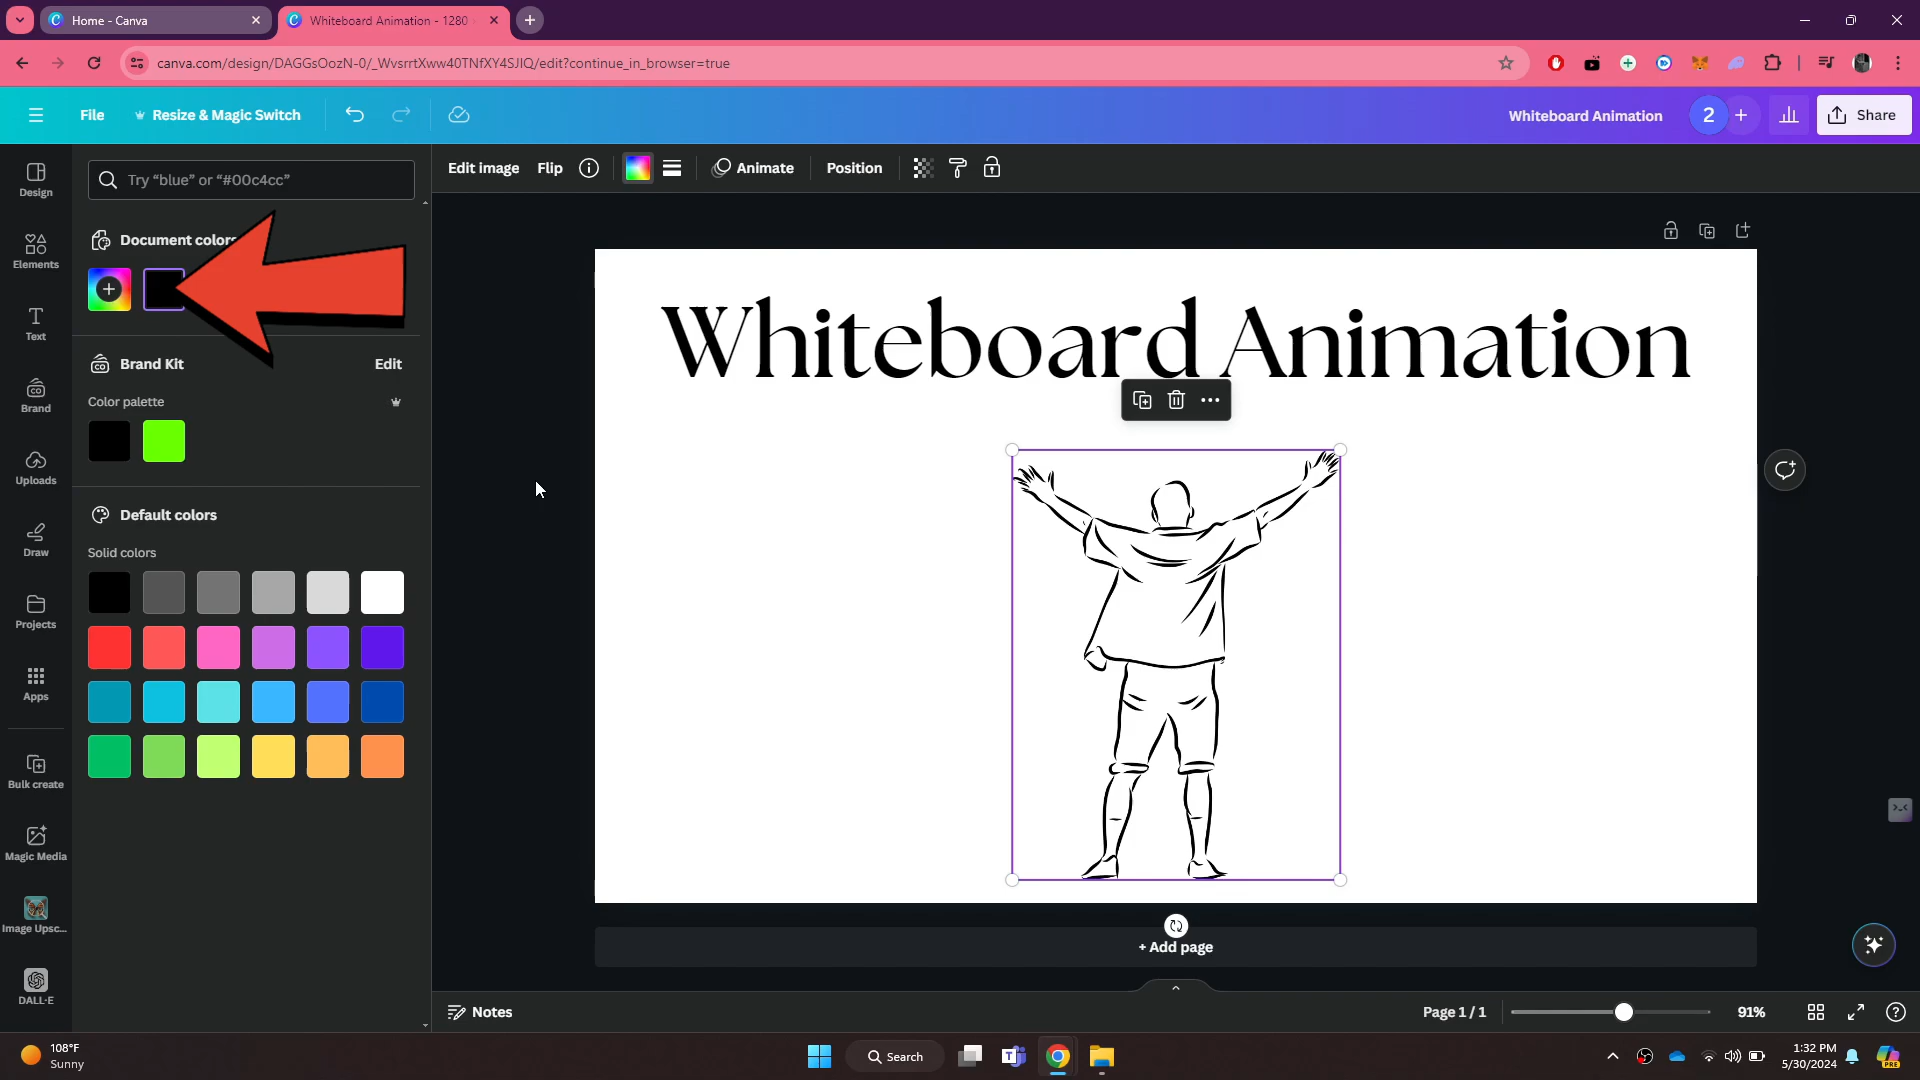 Home - Canva
Whiteboard Animation - 1280
canva.com/design/DAGGsOozN-0/_WvsrrtXww40TNfXY4SJIQ/edit?continue_in_browser=true
File
Resize & Magic Switch
Whiteboard Animation
2
Share
Design
Elements
Text
Brand
Uploads
Draw
Projects
Apps
Bulk create
Magic Media
Image Upsc...
DALL·E
Try “blue” or “#00c4cc”
Document colors
Brand Kit
Edit
Color palette
Default colors
Solid colors
Edit image
Flip
Animate
Position
Whiteboard Animation
+ Add page
Notes
Page 1 / 1
91%
108°F
Sunny
Search
1:32 PM
5/30/2024
PRE